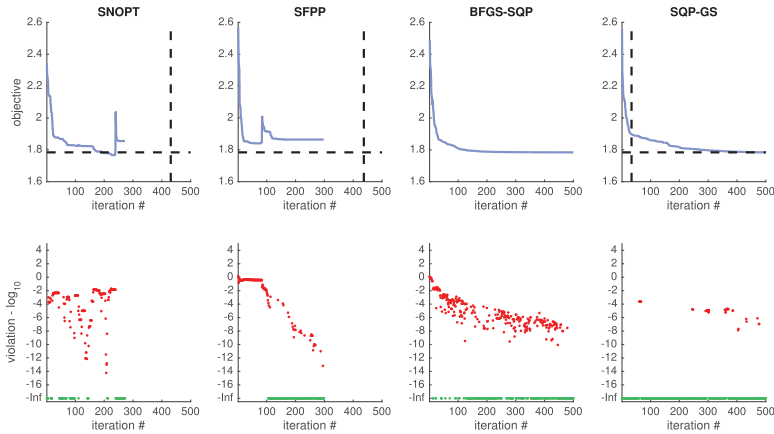 SNOPT SFPP BFGS-SQP SQP-GS
2.6 2.6 2.6 2.6
2.4 2.4 2.4 2.4
2.2 2.2 2.2 2.2
objective
2 2 2 2
1.8 1.8 1.8 1.8
1.6 1.6 1.6 1.6
100 200 300 400 500 100 200 300 400 500 100 200 300 400 500 100 200 300 400 500
iteration # iteration # iteration # iteration #
4 4 4 4
2 2 2 2
0 0 0 0
-2 -2 -2 -2
-4 -4 -4 -4
violation - log10
-6 -6 -6 -6
-8 -8 -8 -8
-10 -10 -10 -10
-12 -12 -12 -12
-14 -14 -14 -14
-16 -16 -16 -16
-Inf -Inf -Inf -Inf
100 200 300 400 500 100 200 300 400 500 100 200 300 400 500 100 200 300 400 500
iteration # iteration # iteration # iteration #